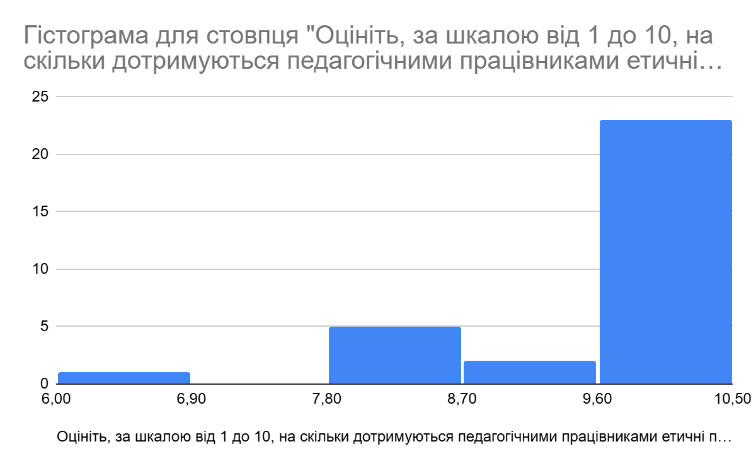 Гістограма для стовпця "Оцініть, за шкалою від 1 до 10, на
скільки дотримуються педагогічними працівниками етичні…
25
20
15
10
5
0
6,00 6,90 7,80 8,70 9,60 10,50
Оцініть, за шкалою від 1 до 10, на скільки дотримуються педагогічними працівниками етичні п…